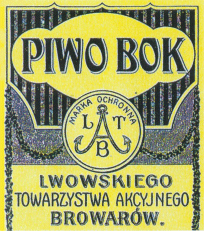 PIWO BOK
MARKA OCHRONNA
L T
B
LWOWSKIEGO
TOWARZYSTWA AKCYJNEGO
BROWARÓW.